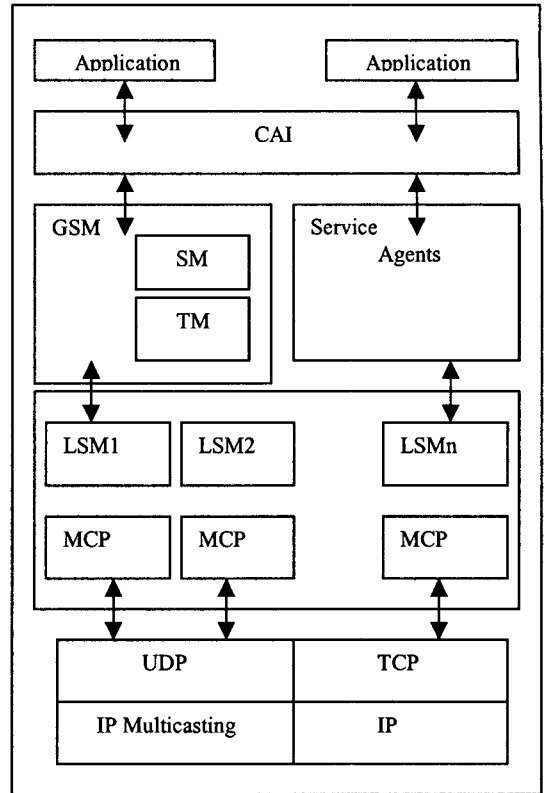 Application Application
CAI
GSM
SM
TM
Service
Agents
LSM1 LSM2 LSMn
MCP MCP MCP
UDP TCP
IP Multicasting IP